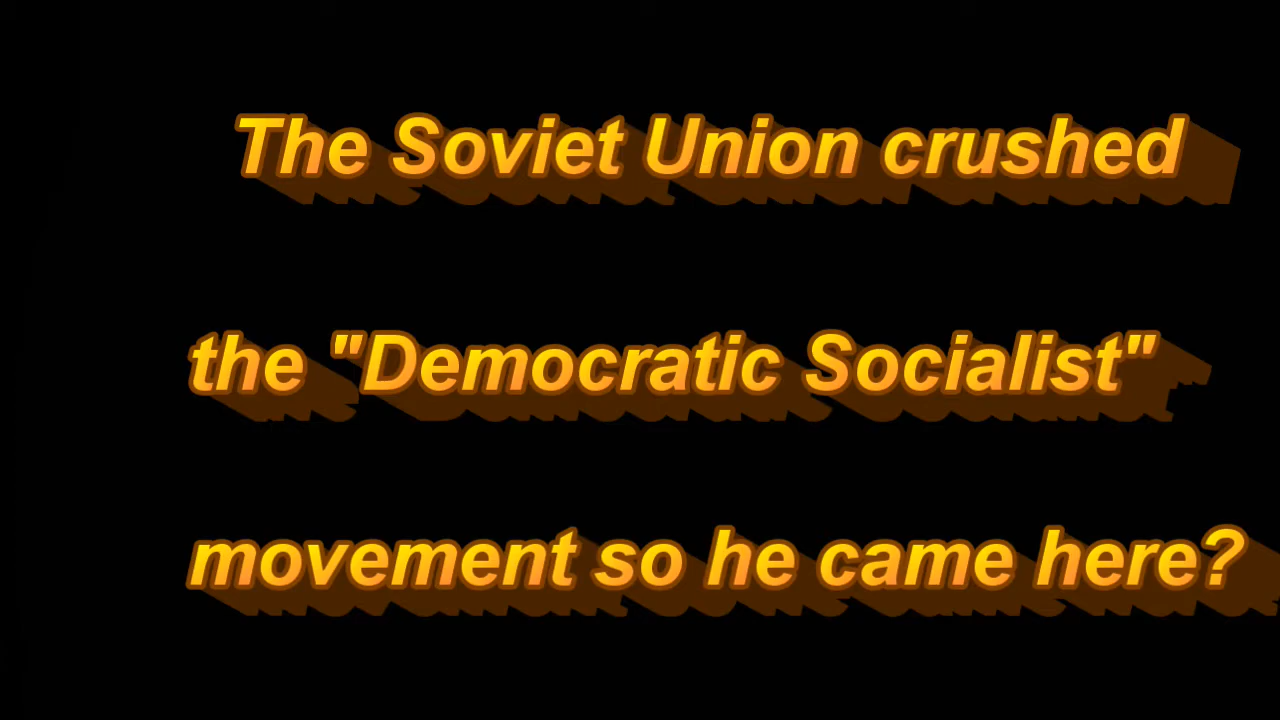 The Soviet Union crushed
the "Democratic Socialist"
movement so he came here?